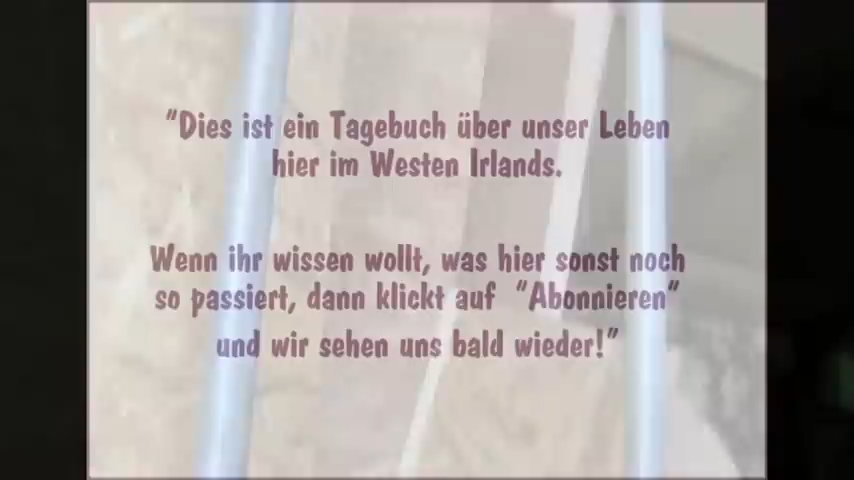 "Dies ist ein Tagebuch über unser Leben
hier im Westen Irlands.
Wenn ihr wissen wollt, was hier sonst noch
so passiert, dann klickt auf "Abonnieren"
und wir sehen uns bald wieder!"